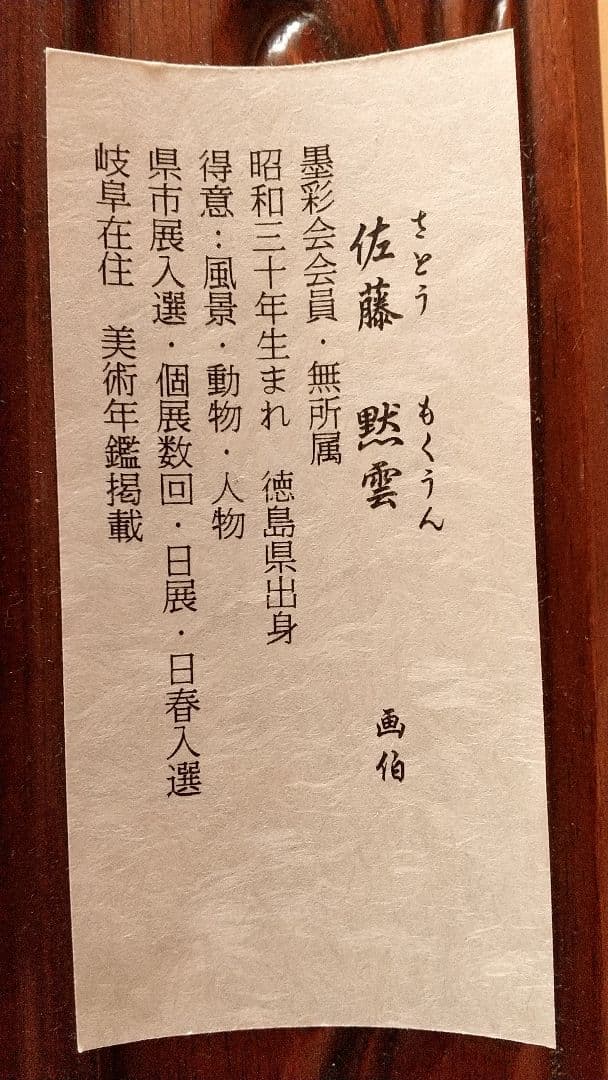 さとう もくうん
佐藤 黙雲 画伯
墨彩会会員・無所属
昭和三十年生まれ 徳島県出身
得意：風景・動物・人物
県市展入選・個展数回・日展・日春入選
岐阜在住 美術年鑑掲載